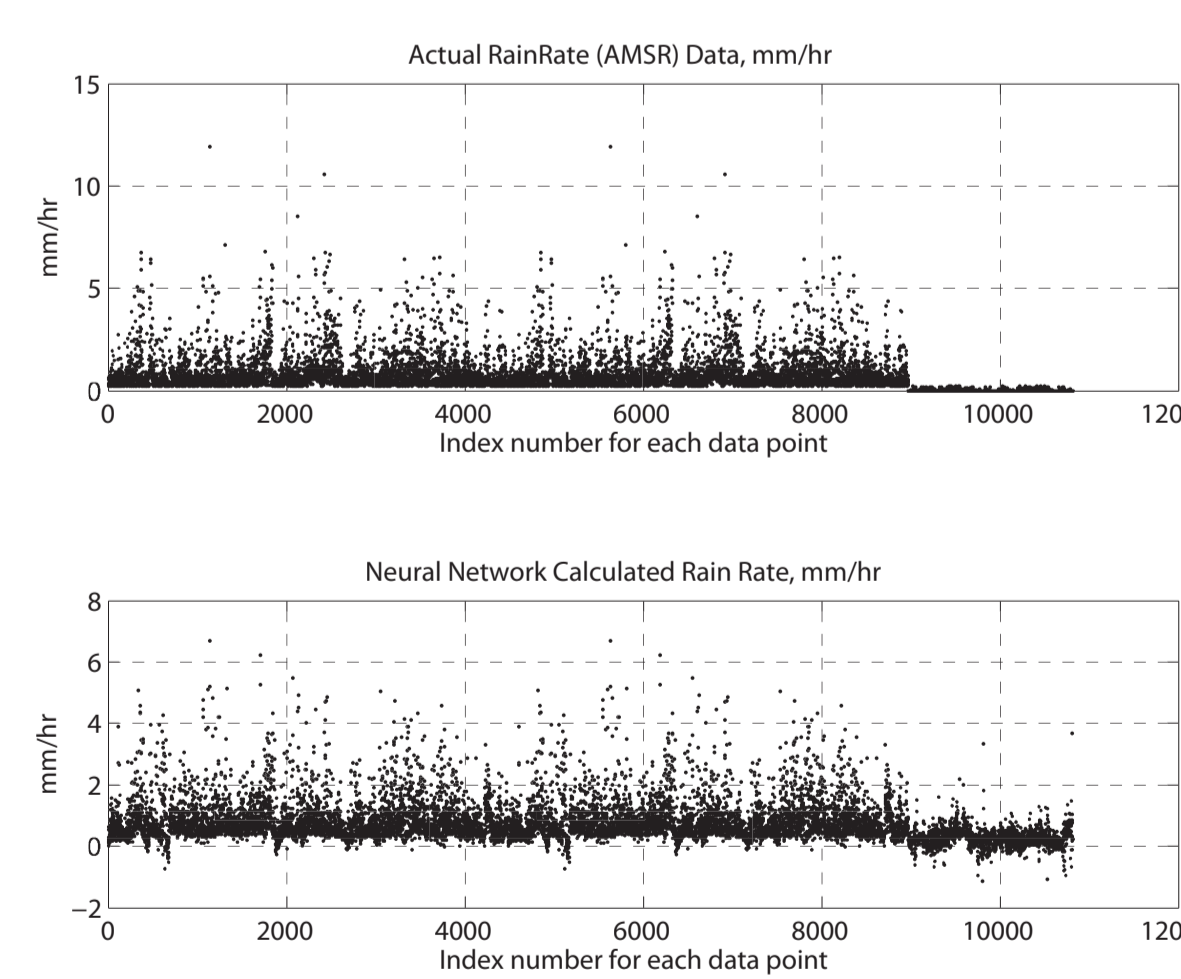 Actual RainRate (AMSR) Data, mm/hr
15
10
5
0
mm/hr
0 2000 4000 6000 8000 10000 120
Index number for each data point
Neural Network Calculated Rain Rate, mm/hr
8
6
4
2
0
−2
mm/hr
0 2000 4000 6000 8000 10000 120
Index number for each data point